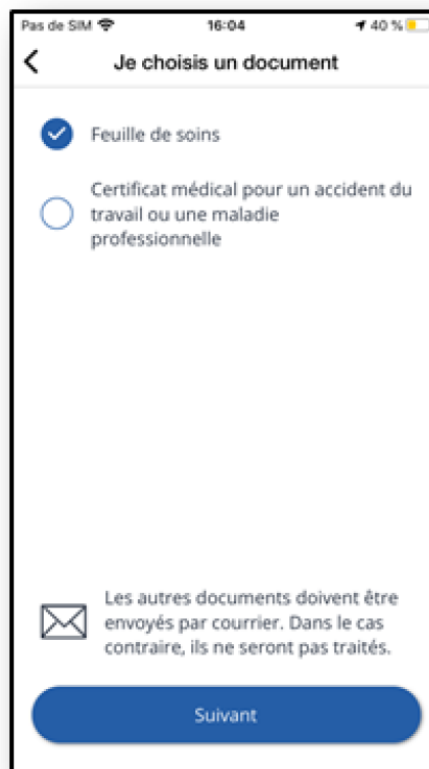 Pas de SIM 16:04 40 %
Je choisis un document
Feuille de soins
Certificat médical pour un accident du
travail ou une maladie
professionnelle
Les autres documents doivent être
envoyés par courrier. Dans le cas
contraire, ils ne seront pas traités.
Suivant